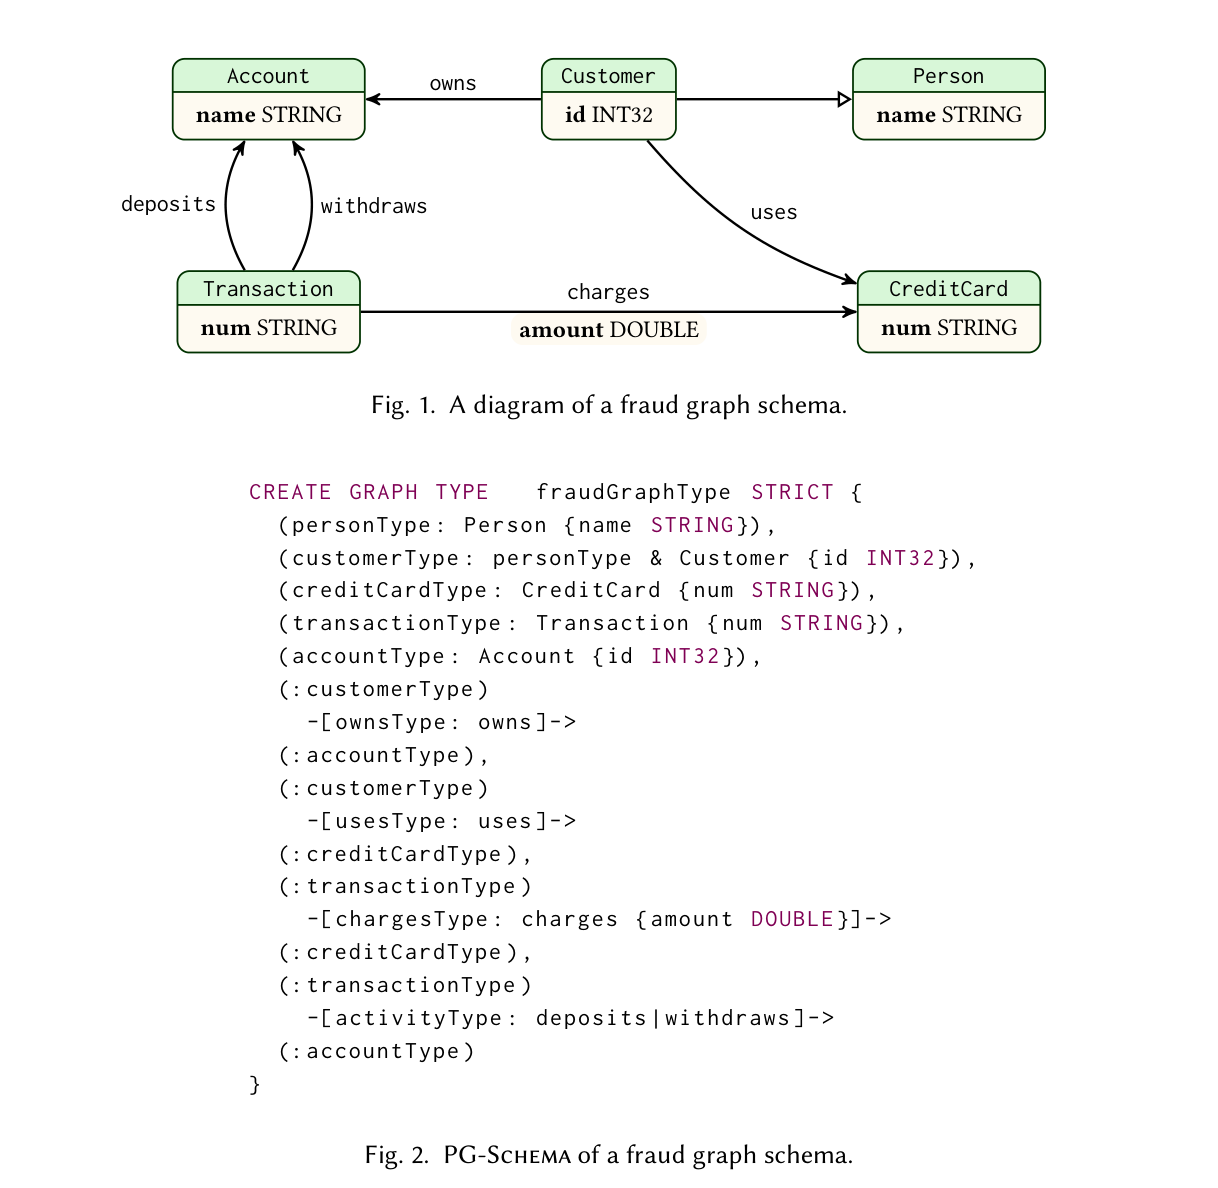 Account
name STRING
owns
Customer
id INT32
Person
name STRING
deposits
withdraws
uses
Transaction
num STRING
charges
amount DOUBLE
CreditCard
num STRING
Fig. 1. A diagram of a fraud graph schema.
CREATE GRAPH TYPE fraudGraphType STRICT {
(personType: Person {name STRING}),
(customerType: personType & Customer {id INT32}),
(creditCardType: CreditCard {num STRING}),
(transactionType: Transaction {num STRING}),
(accountType: Account {id INT32}),
(:customerType)
-[ownsType: owns]->
(:accountType),
(:customerType)
-[usesType: uses]->
(:creditCardType),
(:transactionType)
-[chargesType: charges {amount DOUBLE}]->
(:creditCardType),
(:transactionType)
-[activityType: deposits|withdraws]->
(:accountType)
}
Fig. 2. PG-Schema of a fraud graph schema.